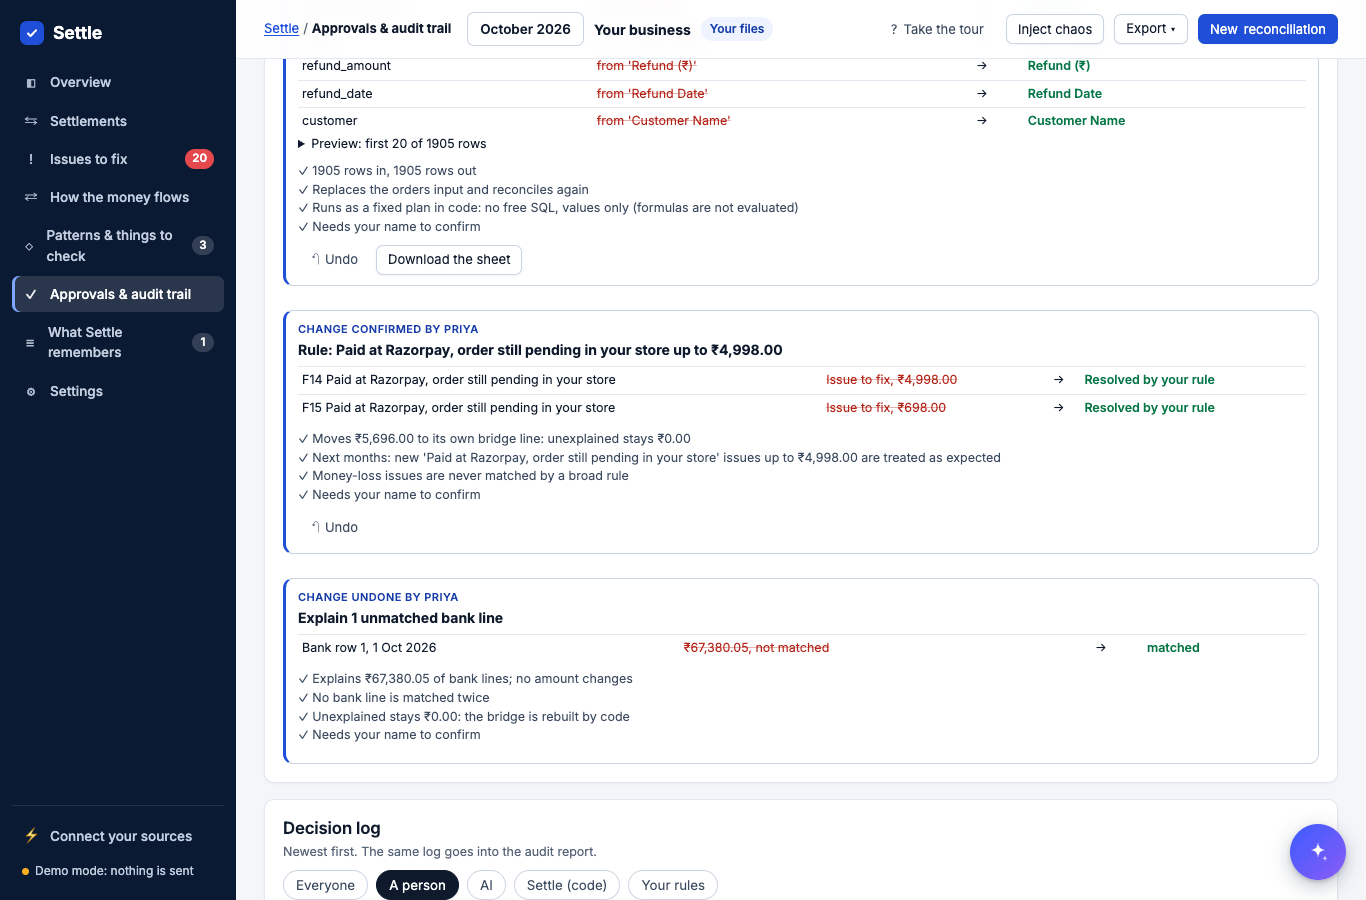 Settle
Overview
Settlements
Issues to fix
20
How the money flows
Patterns & things to check
3
Approvals & audit trail
What Settle remembers
1
Settings
Connect your sources
Demo mode: nothing is sent
Settle / Approvals & audit trail
October 2026
Your business
Your files
? Take the tour
Inject chaos
Export
New reconciliation
refund_amount from 'Refund (₹)' → Refund (₹)
refund_date from 'Refund Date' → Refund Date
customer from 'Customer Name' → Customer Name
Preview: first 20 of 1905 rows
✓ 1905 rows in, 1905 rows out
✓ Replaces the orders input and reconciles again
✓ Runs as a fixed plan in code: no free SQL, values only (formulas are not evaluated)
✓ Needs your name to confirm
Undo
Download the sheet
CHANGE CONFIRMED BY PRIYA
Rule: Paid at Razorpay, order still pending in your store up to ₹4,998.00
F14 Paid at Razorpay, order still pending in your store Issue to fix, ₹4,998.00 → Resolved by your rule
F15 Paid at Razorpay, order still pending in your store Issue to fix, ₹698.00 → Resolved by your rule
✓ Moves ₹5,696.00 to its own bridge line: unexplained stays ₹0.00
✓ Next months: new 'Paid at Razorpay, order still pending in your store' issues up to ₹4,998.00 are treated as expected
✓ Money-loss issues are never matched by a broad rule
✓ Needs your name to confirm
Undo
CHANGE UNDONE BY PRIYA
Explain 1 unmatched bank line
Bank row 1, 1 Oct 2026 ₹67,380.05, not matched → matched
✓ Explains ₹67,380.05 of bank lines; no amount changes
✓ No bank line is matched twice
✓ Unexplained stays ₹0.00: the bridge is rebuilt by code
✓ Needs your name to confirm
Decision log
Newest first. The same log goes into the audit report.
Everyone
A person
AI
Settle (code)
Your rules